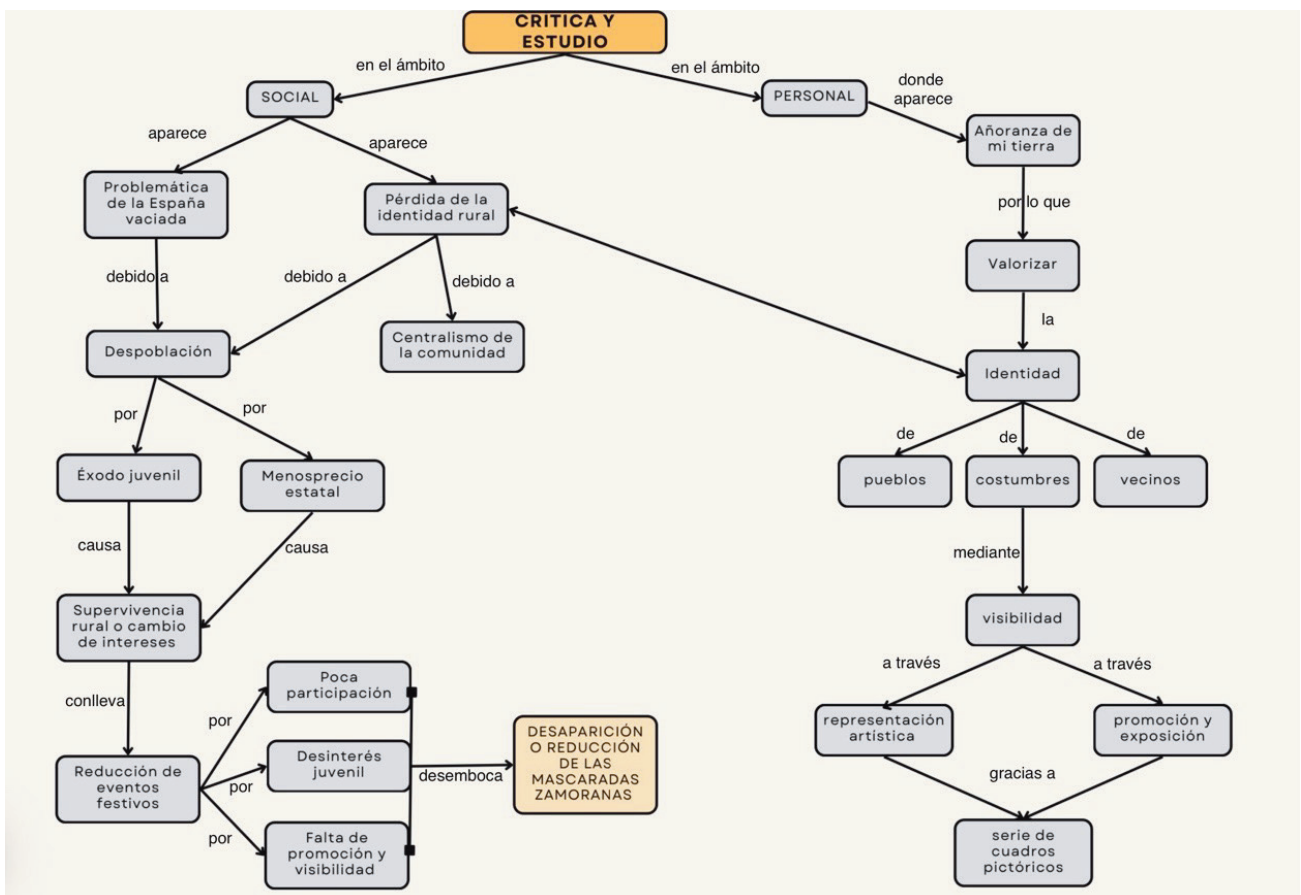 CRITICA Y
ESTUDIO
en el ámbito
en el ámbito
SOCIAL
PERSONAL
donde
aparece
aparece
aparece
Añoranza de
mi tierra
Problemática
de la España
vaciada
Pérdida de la
identidad rural
por lo que
debido a
debido a
debido a
Valorizar
la
Despoblación
Centralismo de
la comunidad
Identidad
por
por
de
de
de
Éxodo juvenil
Menosprecio
estatal
pueblos
costumbres
vecinos
causa
causa
mediante
Supervivencia
rural o cambio
de intereses
visibilidad
conlleva
a través
a través
Poca
participación
por
representación
artística
promoción y
exposición
Reducción de
eventos
festivos
por
Desinterés
juvenil
desemboca
DESAPARICIÓN
O REDUCCIÓN
DE LAS
MASCARADAS
ZAMORANAS
gracias a
por
Falta de
promoción y
visibilidad
serie de
cuadros
pictóricos